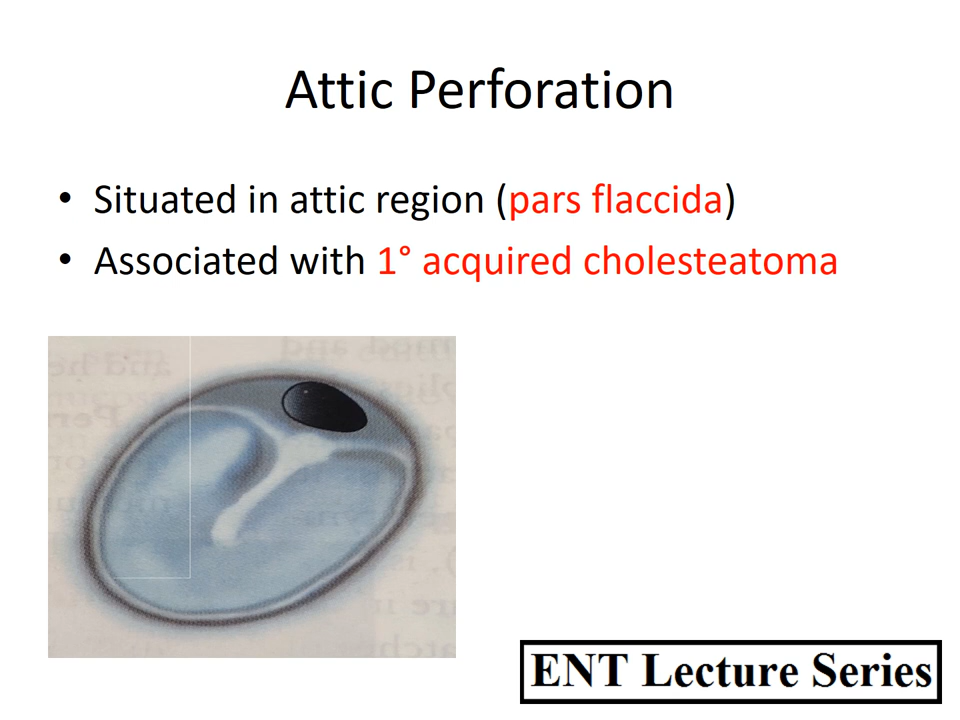 Attic Perforation
• Situated in attic region (pars flaccida)
• Associated with 1° acquired cholesteatoma
ENT Lecture Series